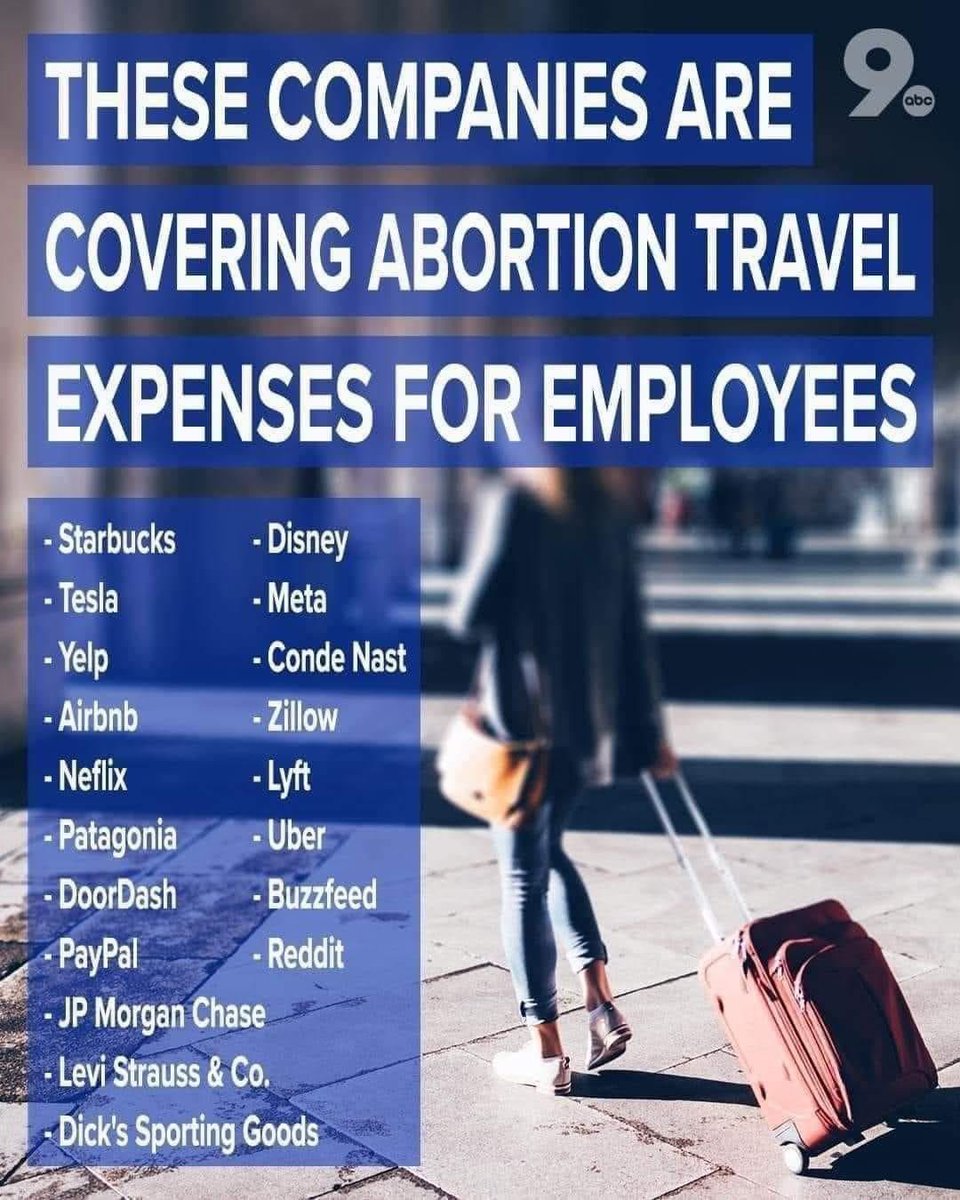 9
abc
THESE COMPANIES ARE
COVERING ABORTION TRAVEL
EXPENSES FOR EMPLOYEES
- Starbucks
- Tesla
- Yelp
- Airbnb
- Neflix
- Patagonia
- DoorDash
- PayPal
- JP Morgan Chase
- Levi Strauss & Co.
- Dick's Sporting Goods
- Disney
- Meta
- Conde Nast
- Zillow
- Lyft
- Uber
- Buzzfeed
- Reddit